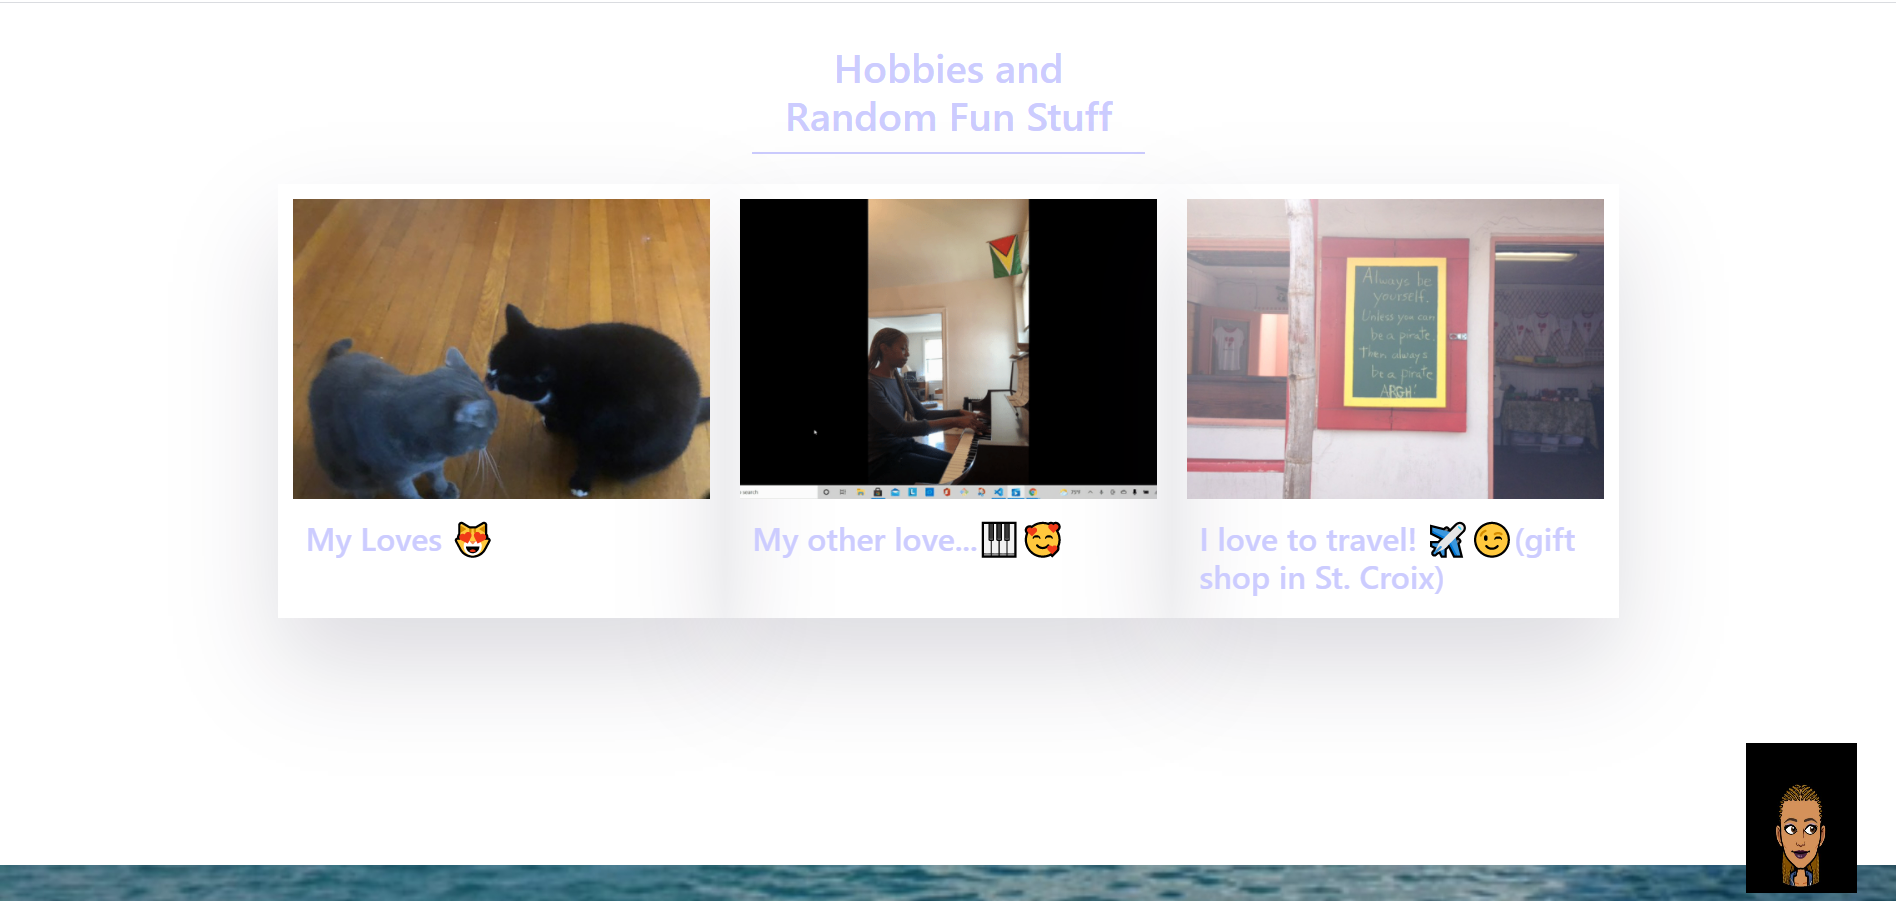 Hobbies and
Random Fun Stuff
Always be
yourself.
Unless you can
be a pirate.
Then always
be a pirate
ARGH!
search
My Loves 😻
My other love...🎹🥰
I love to travel! ✈️😉(gift
shop in St. Croix)